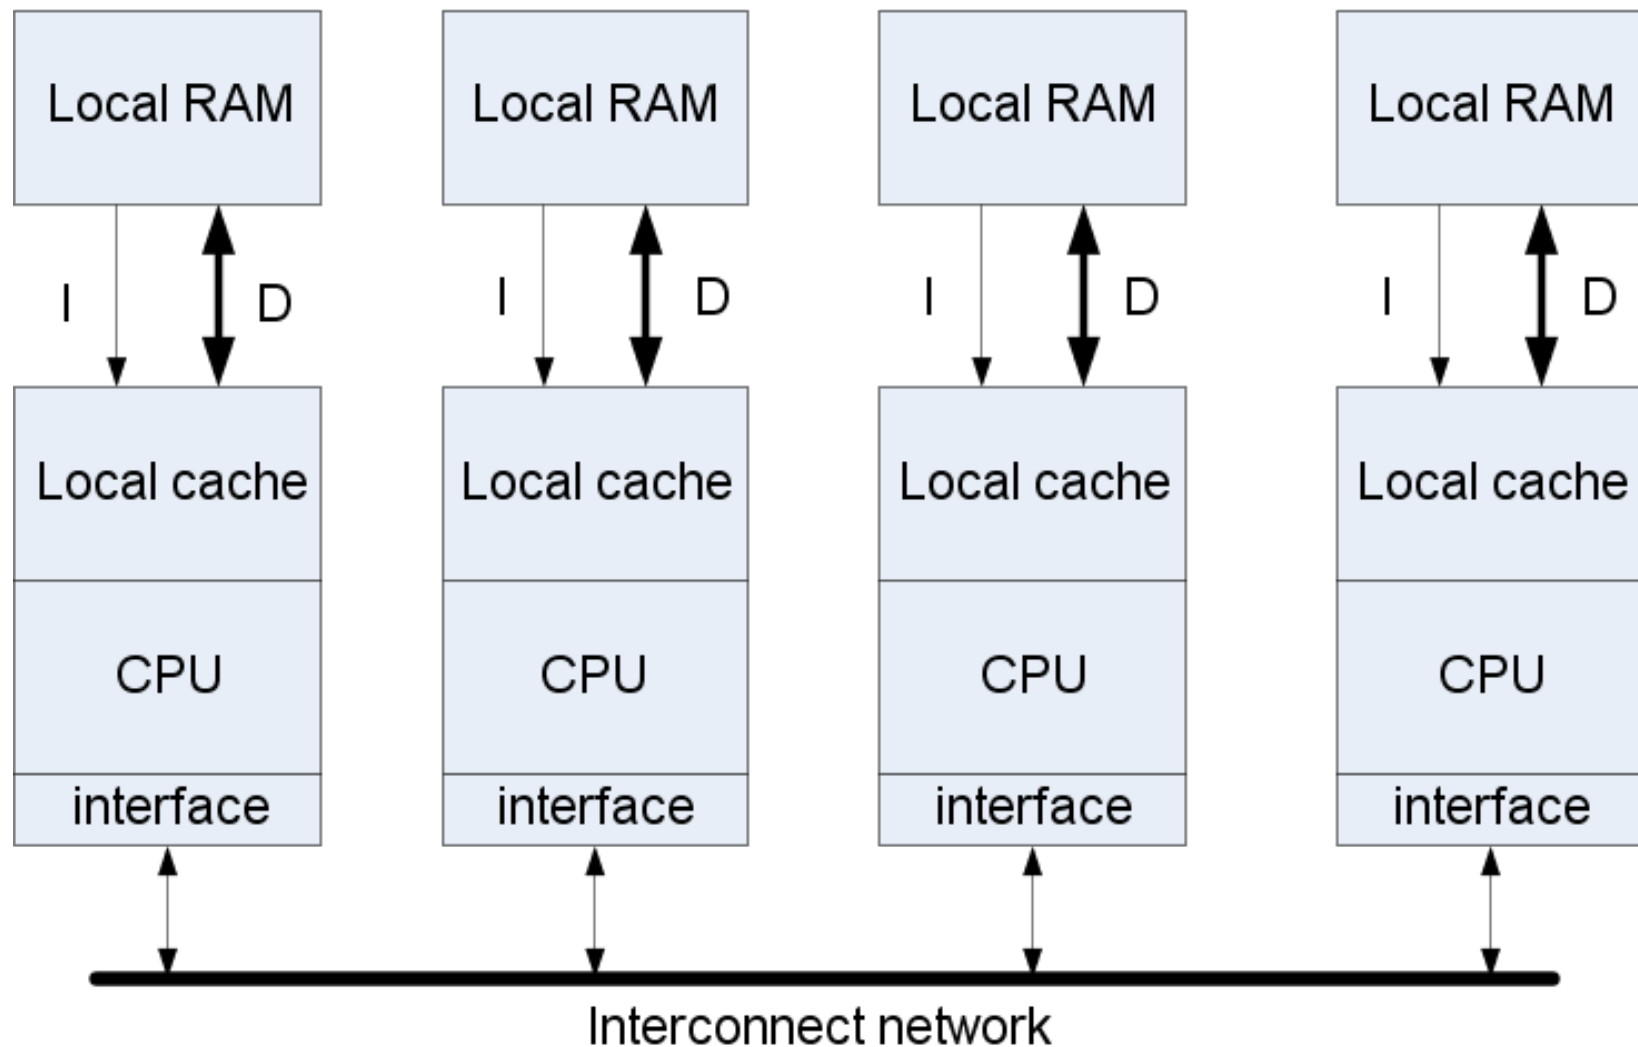 Local RAM
Local RAM
Local RAM
Local RAM
I
D
I
D
I
D
I
D
Local cache
Local cache
Local cache
Local cache
CPU
CPU
CPU
CPU
interface
interface
interface
interface
Interconnect network